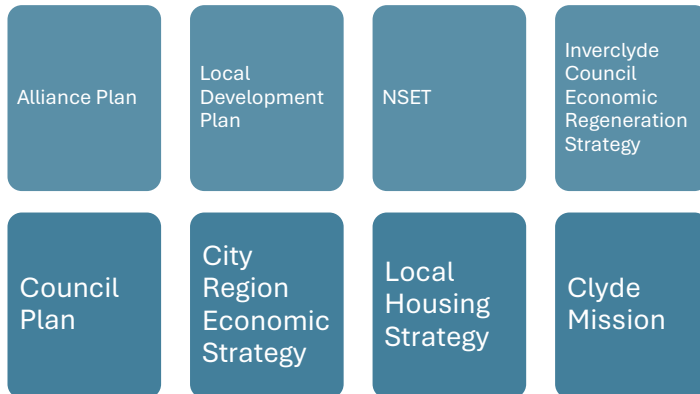 Alliance Plan
Local
Development
Plan
NSET
Inverclyde
Council
Economic
Regeneration
Strategy
Council
Plan
City
Region
Economic
Strategy
Local
Housing
Strategy
Clyde
Mission